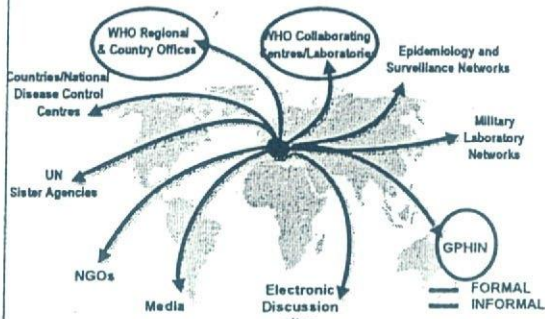 WHO Regional
& Country Offices
WHO Collaborating
Centres/Laboratories
Epidemiology and
Surveillance Networks
Countries/National
Disease Control
Centres
Military
Laboratory
Networks
UN
Sister Agencies
GPHIN
NGOs
Media
Electronic
Discussion
FORMAL
INFORMAL